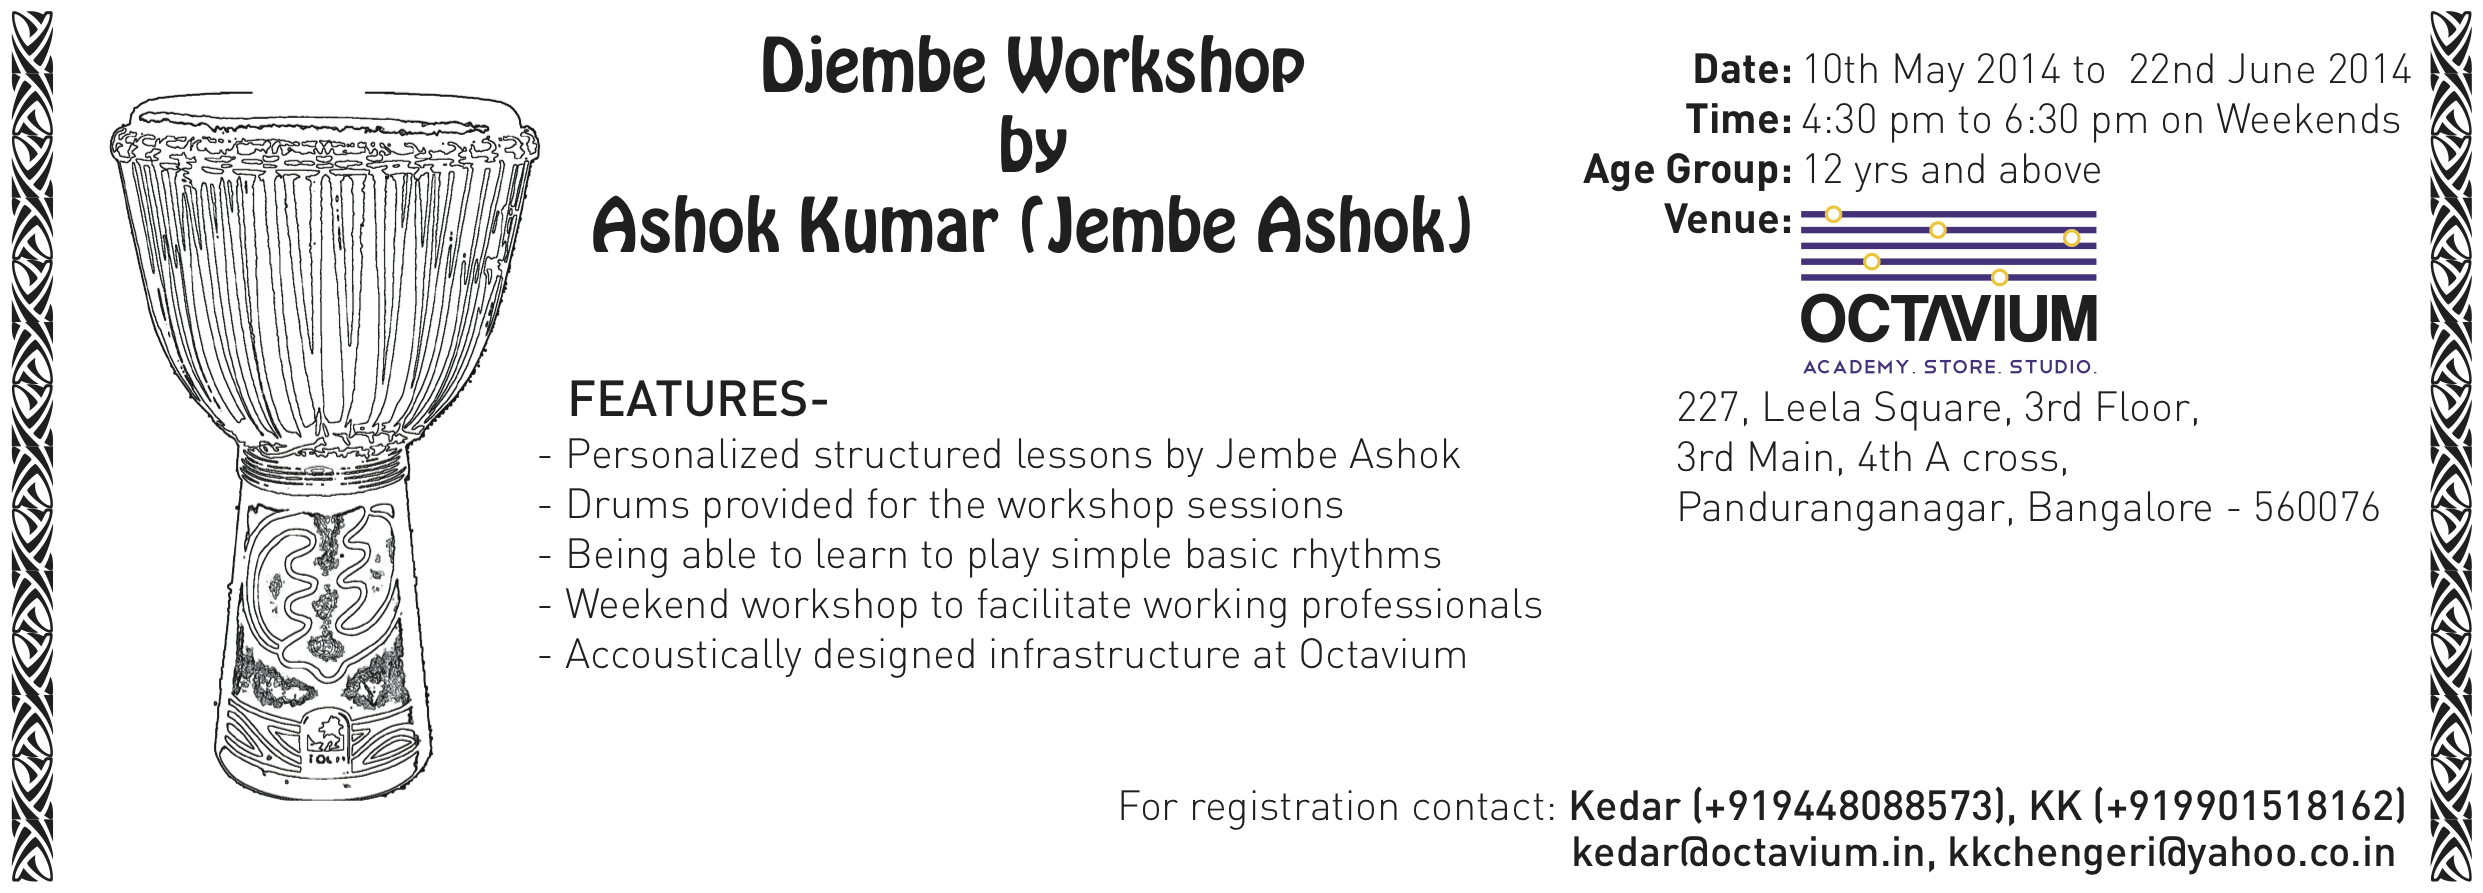 Djembe Workshop
by
Ashok Kumar (Jembe Ashok)
FEATURES-
- Personalized structured lessons by Jembe Ashok
- Drums provided for the workshop sessions
- Being able to learn to play simple basic rhythms
- Weekend workshop to facilitate working professionals
- Accoustically designed infrastructure at Octavium
Date: 10th May 2014 to 22nd June 2014
Time: 4:30 pm to 6:30 pm on Weekends
Age Group: 12 yrs and above
Venue:
OCTAVIUM
ACADEMY. STORE. STUDIO.
227, Leela Square, 3rd Floor,
3rd Main, 4th A cross,
Panduranganagar, Bangalore - 560076
For registration contact: Kedar (+919448088573), KK (+919901518162)
kedar@octavium.in, kkchengeri@yahoo.co.in